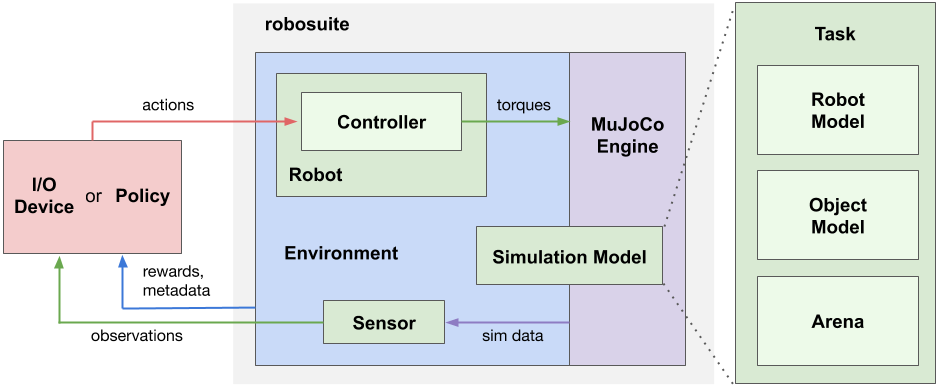 robosuite
Task
actions
Controller
torques
MuJoCo
Engine
Robot
Robot
Model
I/O
Device
or
Policy
Object
Model
Environment
Simulation Model
rewards,
metadata
Sensor
sim data
observations
Arena